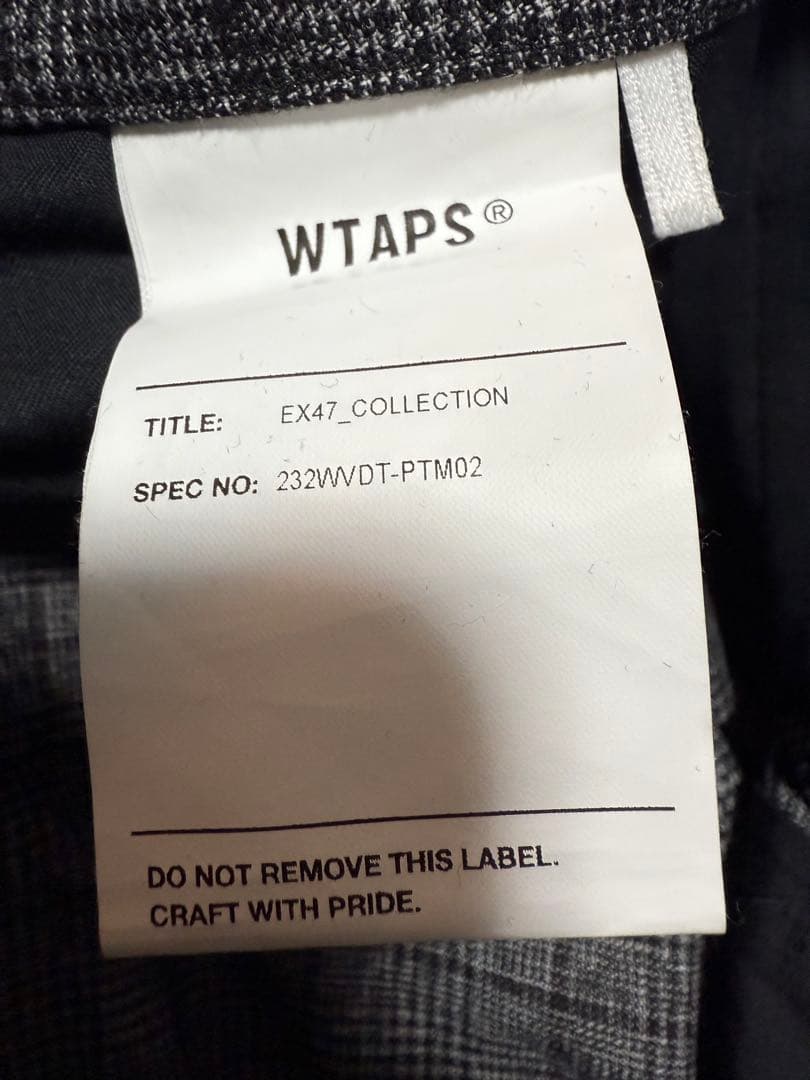 WTAPS®
TITLE: EX47_COLLECTION
SPEC NO: 232WVDT-PTM02
DO NOT REMOVE THIS LABEL.
CRAFT WITH PRIDE.